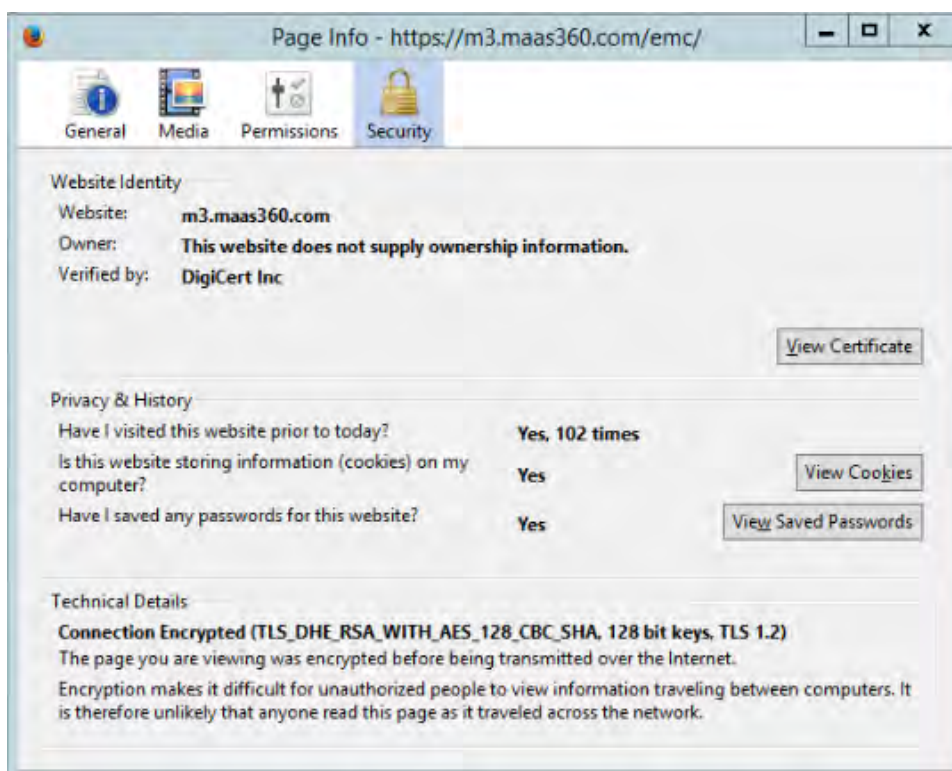 Page Info - https://m3.maas360.com/emc/
General Media Permissions Security
Website Identity
Website: m3.maas360.com
Owner: This website does not supply ownership information.
Verified by: DigiCert Inc
View Certificate
Privacy & History
Have I visited this website prior to today? Yes, 102 times
Is this website storing information (cookies) on my
computer? Yes View Cookies
Have I saved any passwords for this website? Yes View Saved Passwords
Technical Details
Connection Encrypted (TLS_DHE_RSA_WITH_AES_128_CBC_SHA, 128 bit keys, TLS 1.2)
The page you are viewing was encrypted before being transmitted over the Internet.
Encryption makes it difficult for unauthorized people to view information traveling between computers. It
is therefore unlikely that anyone read this page as it traveled across the network.